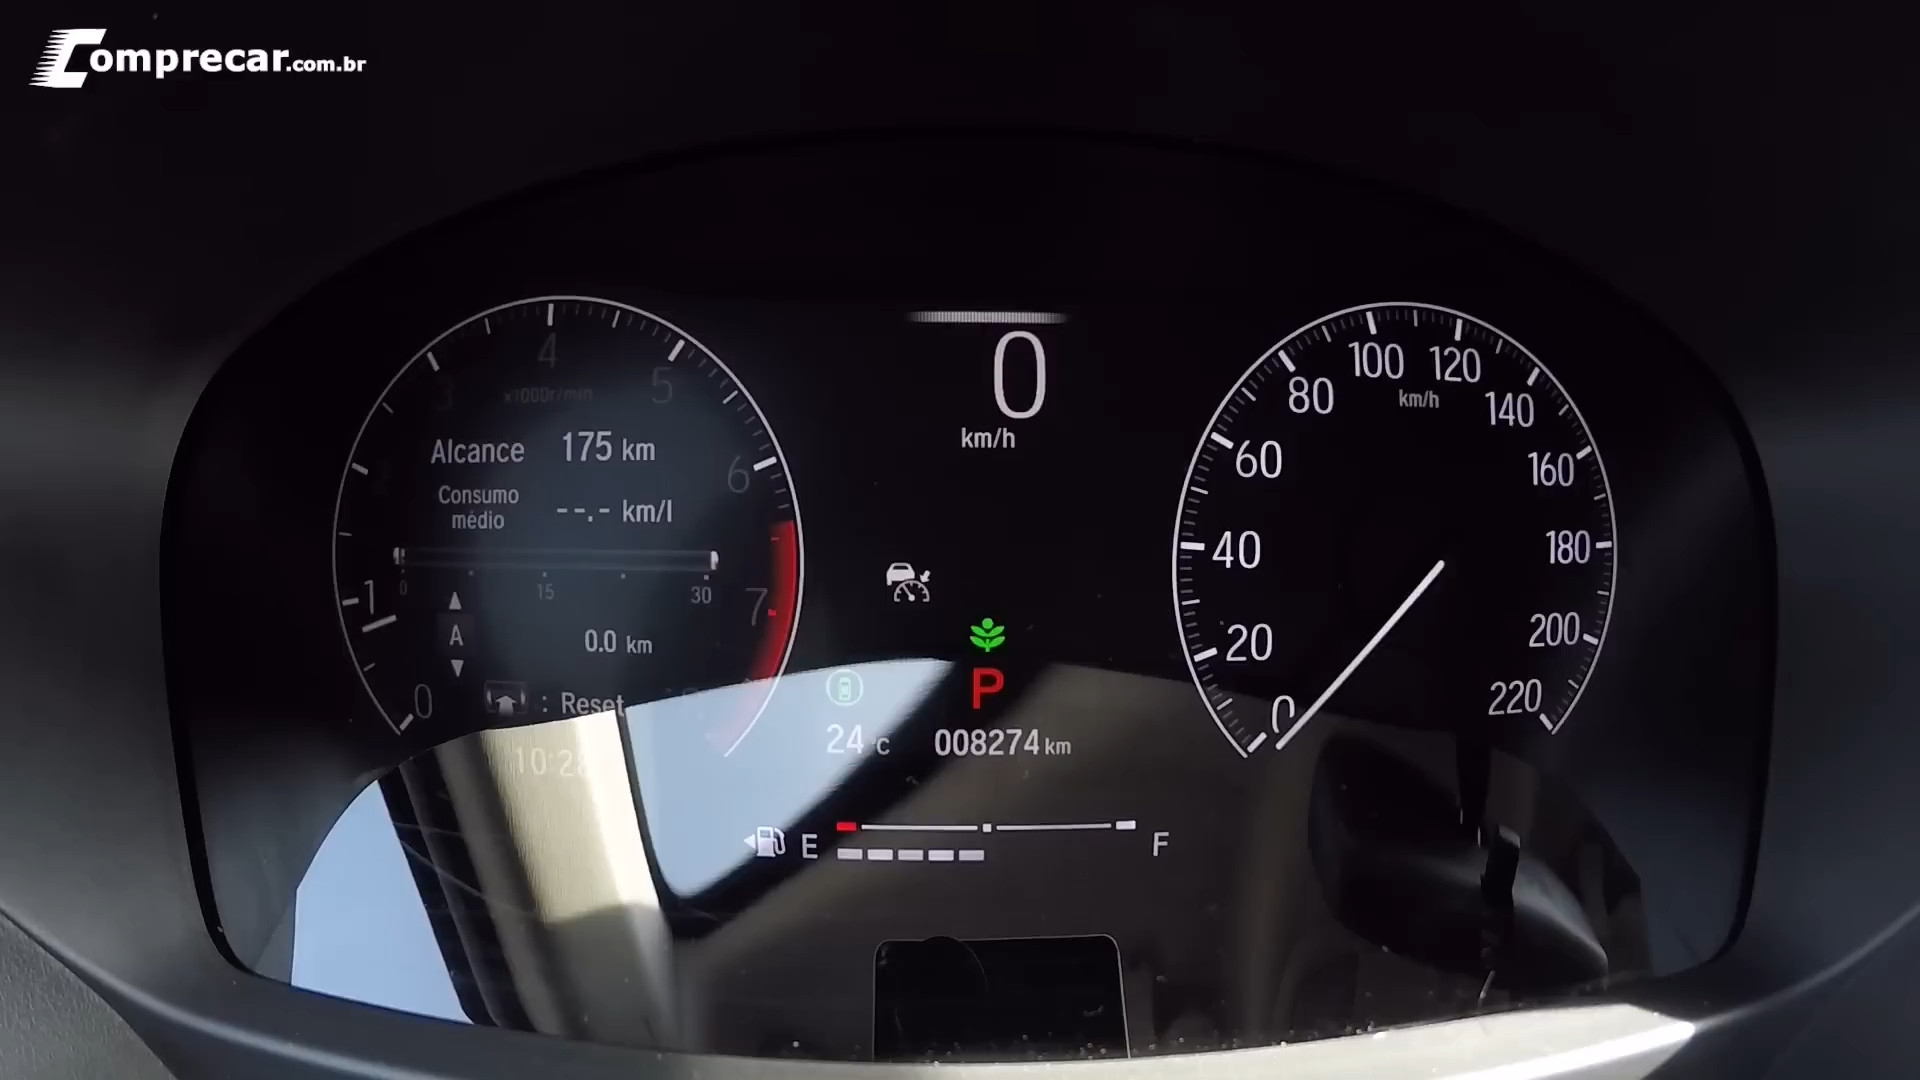 Comprecar.com.br
4
5
x1000r/min
6
7
1
0
Alcance 175 km
Consumo
médio --.- km/l
0 15 30
A
0.0 km
: Reset
0
km/h
P
24 °C 008274 km
E F
0
20
40
60
80
100
120
km/h
140
160
180
200
220